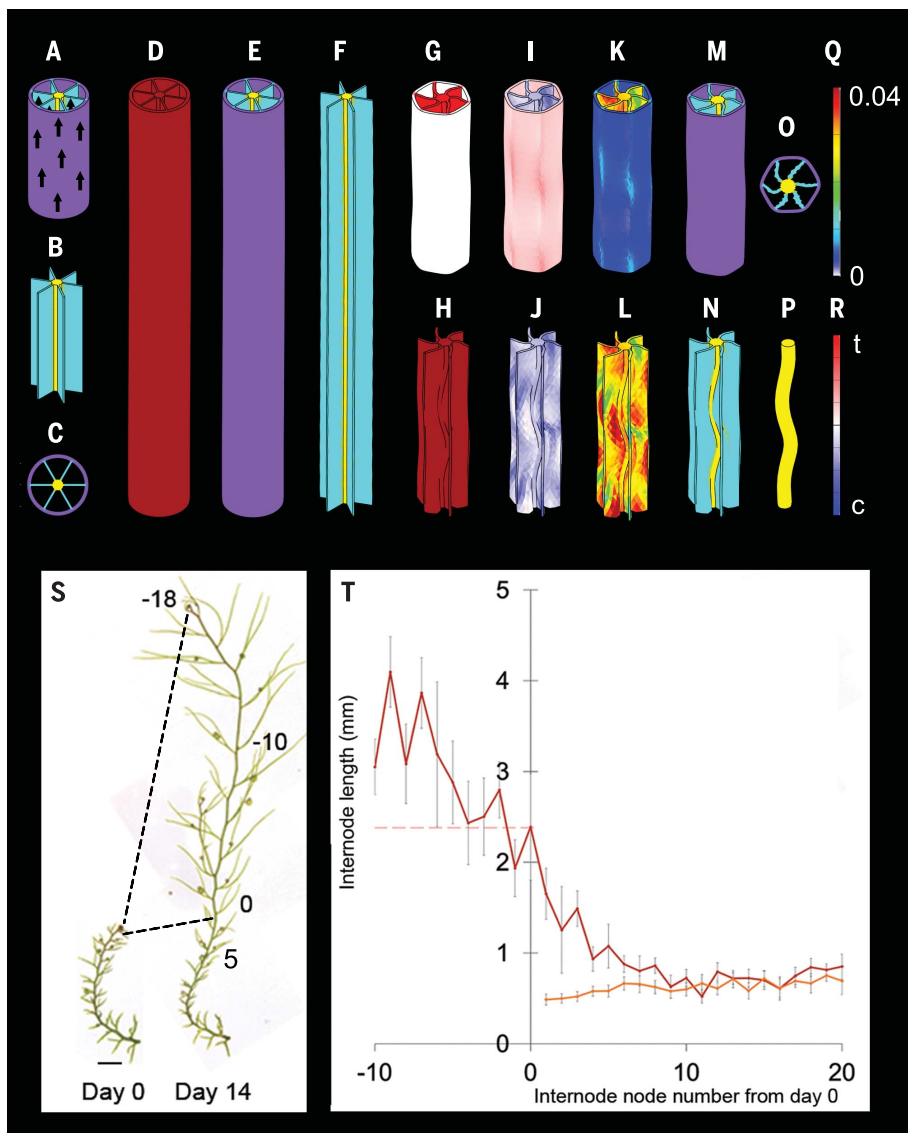 A
D
E
F
G
I
K
M
Q
0.04
O
0
B
H
J
L
N
P
R
t
C
c
S
-18
-10
0
5
Day 0
Day 14
T
5
4
3
2
1
0
Internode length (mm)
-10
0
10
20
Internode node number from day 0